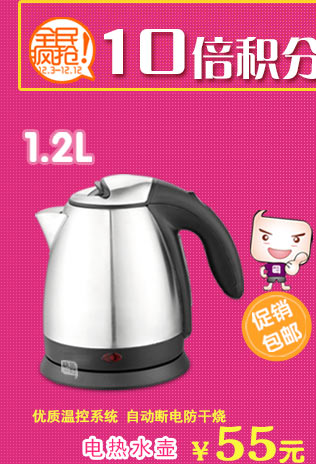 全民
疯抢!
12.3-12.12
10倍积分
1.2L
促销
包邮
优质温控系统 自动断电防干烧
电热水壶 ¥55元